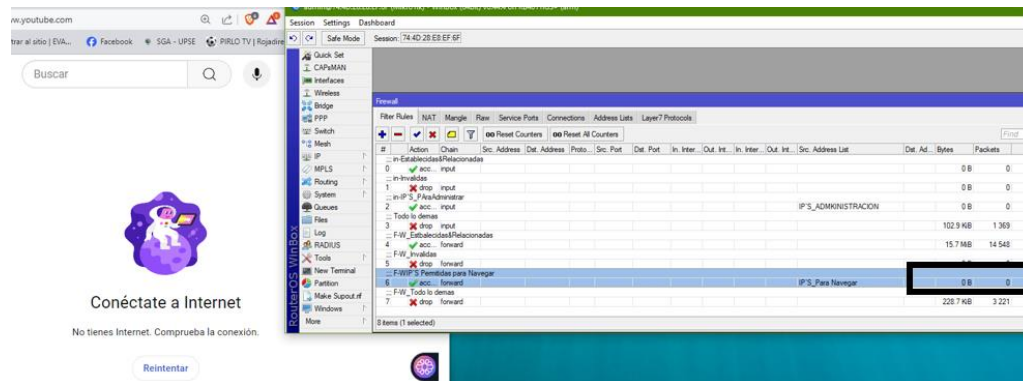 w.youtube.com
trar al sitio | EVA... Facebook SGA - UPSE PIRLO TV | Rojadire
Buscar
Conéctate a Internet
No tienes Internet. Comprueba la conexión.
Reintentar
Session Settings Dashboard
Safe Mode Session: 74:4D:28:E8:EF:6F
Quick Set
CAPsMAN
Interfaces
Wireless
Bridge
PPP
Switch
Mesh
IP
MPLS
Routing
System
Queues
Files
Log
RADIUS
Tools
New Terminal
Partition
Make Supout.rif
Windows
More
RouterOS WinBox
Firewall
Filter Rules NAT Mangle Raw Service Ports Connections Address Lists Layer7 Protocols
Reset Counters Reset All Counters Find
# Action Chain Src. Address Dst. Address Proto... Src. Port Dst. Port In. Inter... Out. Int... In. Inter... Out. Int... Src. Address List Dst. Ad... Bytes Packets
::: in-Establecidas&Relacionadas
0 acc... input 0 B 0
::: in-Invalidas
1 drop input 0 B 0
::: in-IP'S_PAraAdministrar
2 acc... input IP'S_ADMKINISTRACION 0 B 0
::: Todo lo demas
3 drop input 102.9 KiB 1 369
::: F-W_Estbalecidas&Relacionadas
4 acc... forward 15.7 MiB 14 548
::: F-W_Invalidas
5 drop forward
::: F-WIP'S Permitidas para Navegar
6 acc... forward IP'S_Para Navegar 0 B 0
::: F-W_Todo lo demas
7 drop forward 228.7 KiB 3 221
8 items (1 selected)